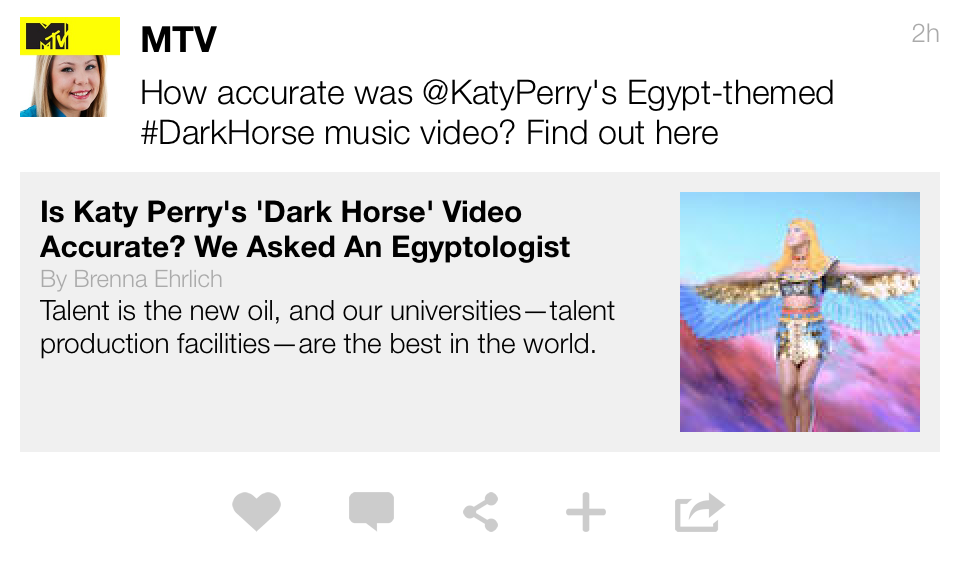 MTV
MTV
2h
How accurate was @KatyPerry's Egypt-themed
#DarkHorse music video? Find out here
Is Katy Perry's 'Dark Horse' Video
Accurate? We Asked An Egyptologist
By Brenna Ehrlich
Talent is the new oil, and our universities—talent
production facilities—are the best in the world.